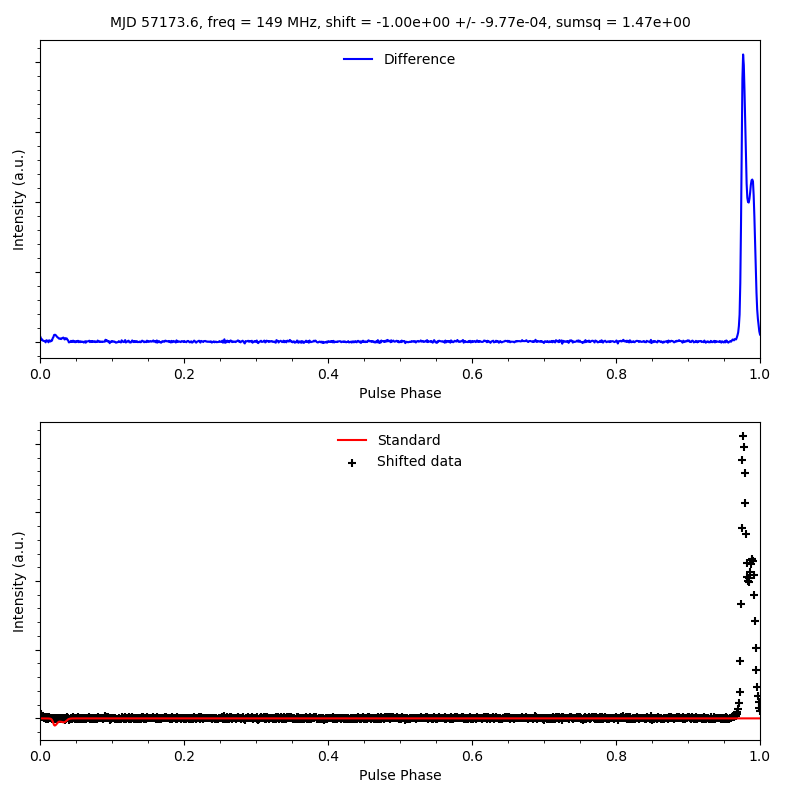 MJD 57173.6, freq = 149 MHz, shift = -1.00e+00 +/- -9.77e-04, sumsq = 1.47e+00
Difference
Intensity (a.u.)
0.0 0.2 0.4 0.6 0.8 1.0
Pulse Phase
Standard
Shifted data
Intensity (a.u.)
0.0 0.2 0.4 0.6 0.8 1.0
Pulse Phase